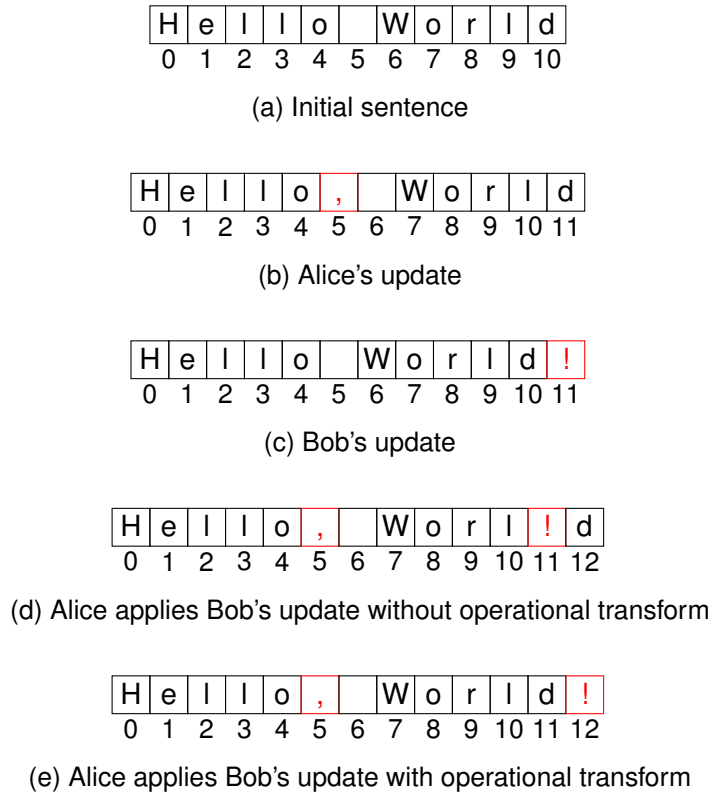 H e l l o   W o r l d
0 1 2 3 4 5 6 7 8 9 10
(a) Initial sentence
H e l l o ,   W o r l d
0 1 2 3 4 5 6 7 8 9 10 11
(b) Alice's update
H e l l o   W o r l d !
0 1 2 3 4 5 6 7 8 9 10 11
(c) Bob's update
H e l l o ,   W o r l ! d
0 1 2 3 4 5 6 7 8 9 10 11 12
(d) Alice applies Bob's update without operational transform
H e l l o ,   W o r l d !
0 1 2 3 4 5 6 7 8 9 10 11 12
(e) Alice applies Bob's update with operational transform